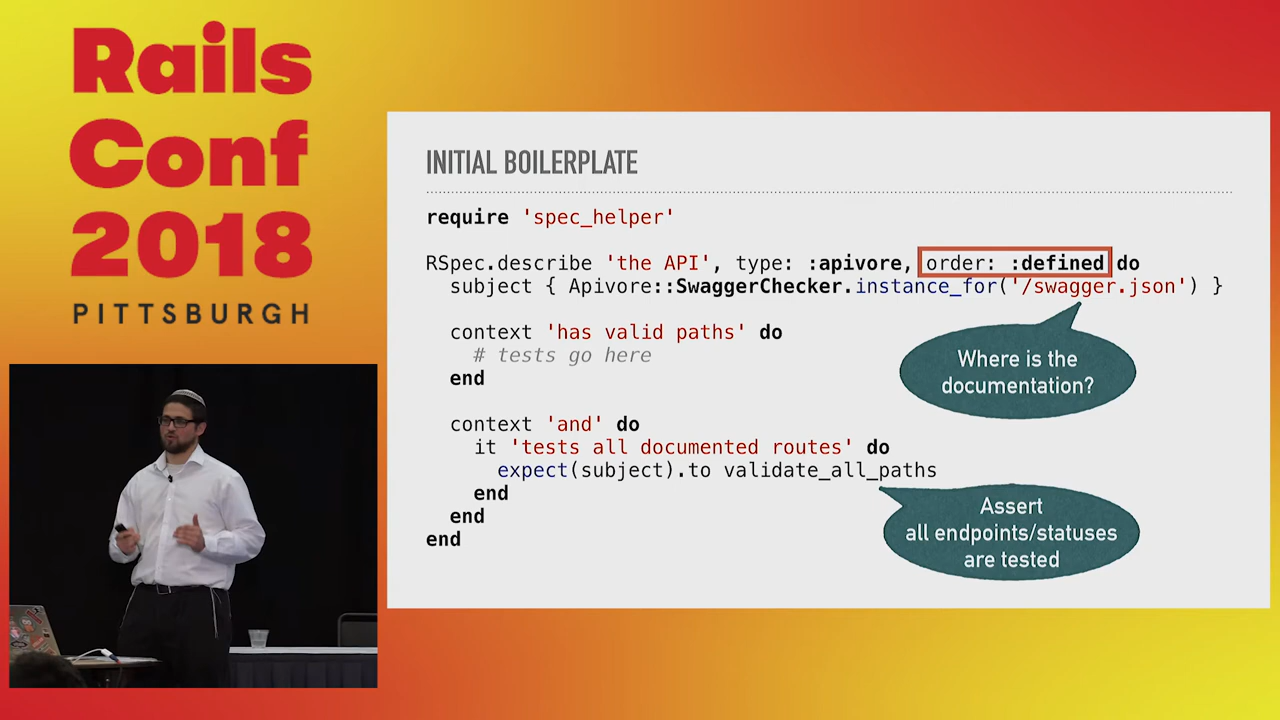 Rails
Conf
2018
PITTSBURGH
INITIAL BOILERPLATE
require 'spec_helper'
RSpec.describe 'the API', type: :apivore, order: :defined do
subject { Apivore::SwaggerChecker.instance_for('/swagger.json') }
context 'has valid paths' do
# tests go here
end
Where is the
documentation?
context 'and' do
it 'tests all documented routes' do
expect(subject).to validate_all_paths
end
end
end
Assert
all endpoints/statuses
are tested